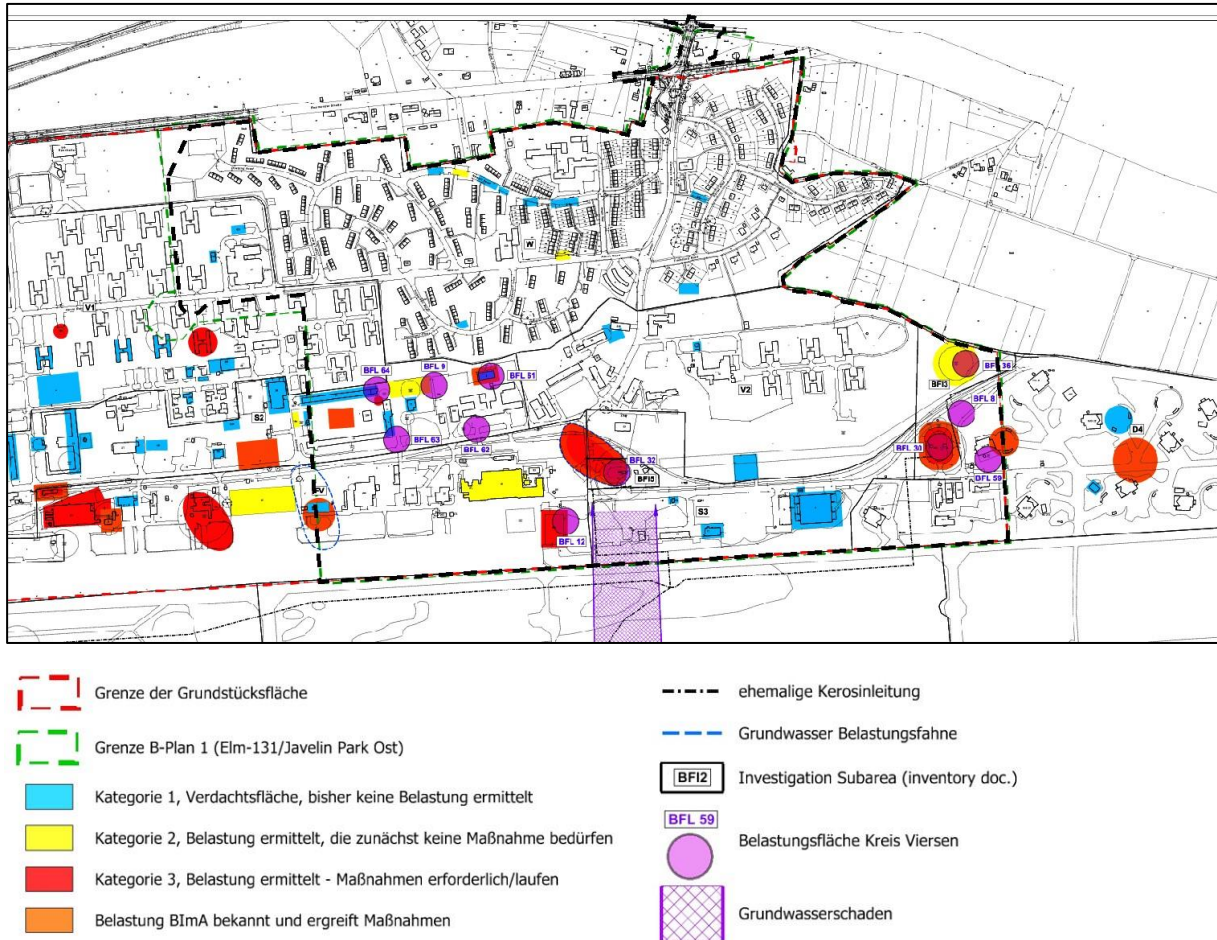 W
V1
BFL 64
BFL 9
BFL 51
BFI3
BFL 36
V2
S2
BFL 8
BFL 63
BFL 62
BFL 30
D4
BFL 32
BFI5
BFL 59
S3
BFL 12
Grenze der Grundstücksfläche
Grenze B-Plan 1 (Elm-131/Javelin Park Ost)
Kategorie 1, Verdachtsfläche, bisher keine Belastung ermittelt
Kategorie 2, Belastung ermittelt, die zunächst keine Maßnahme bedürfen
Kategorie 3, Belastung ermittelt - Maßnahmen erforderlich/laufen
Belastung BImA bekannt und ergreift Maßnahmen
ehemalige Kerosinleitung
Grundwasser Belastungsfahne
BFI2 Investigation Subarea (inventory doc.)
BFL 59
Belastungsfläche Kreis Viersen
Grundwasserschaden